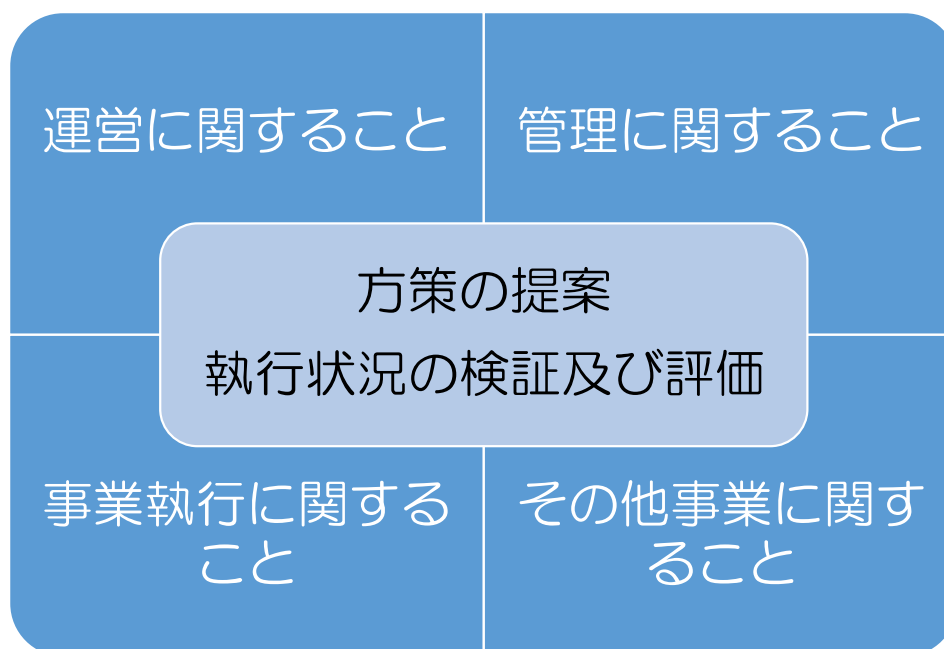 運営に関すること
管理に関すること
方策の提案
執行状況の検証及び評価
事業執行に関する
こと
その他事業に関す
ること